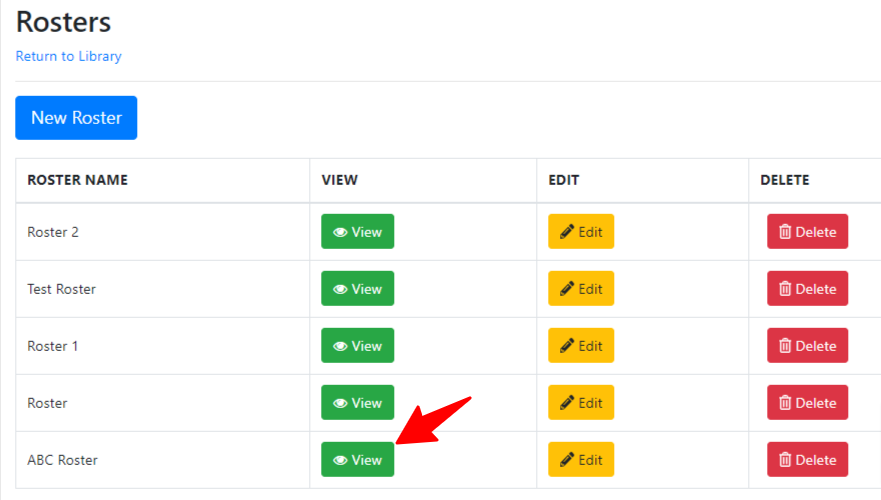 Rosters
Return to Library
New Roster
ROSTER NAME VIEW EDIT DELETE
Roster 2 View Edit Delete
Test Roster View Edit Delete
Roster 1 View Edit Delete
Roster View Edit Delete
ABC Roster View Edit Delete